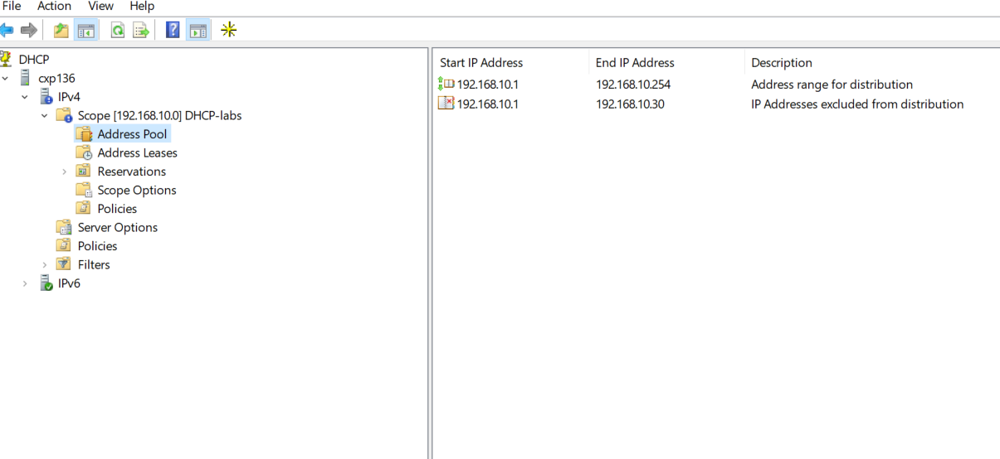 File Action View Help
DHCP
cxp136
IPv4
Scope [192.168.10.0] DHCP-labs
Address Pool
Address Leases
Reservations
Scope Options
Policies
Server Options
Policies
Filters
IPv6
Start IP Address End IP Address Description
192.168.10.1 192.168.10.254 Address range for distribution
192.168.10.1 192.168.10.30 IP Addresses excluded from distribution